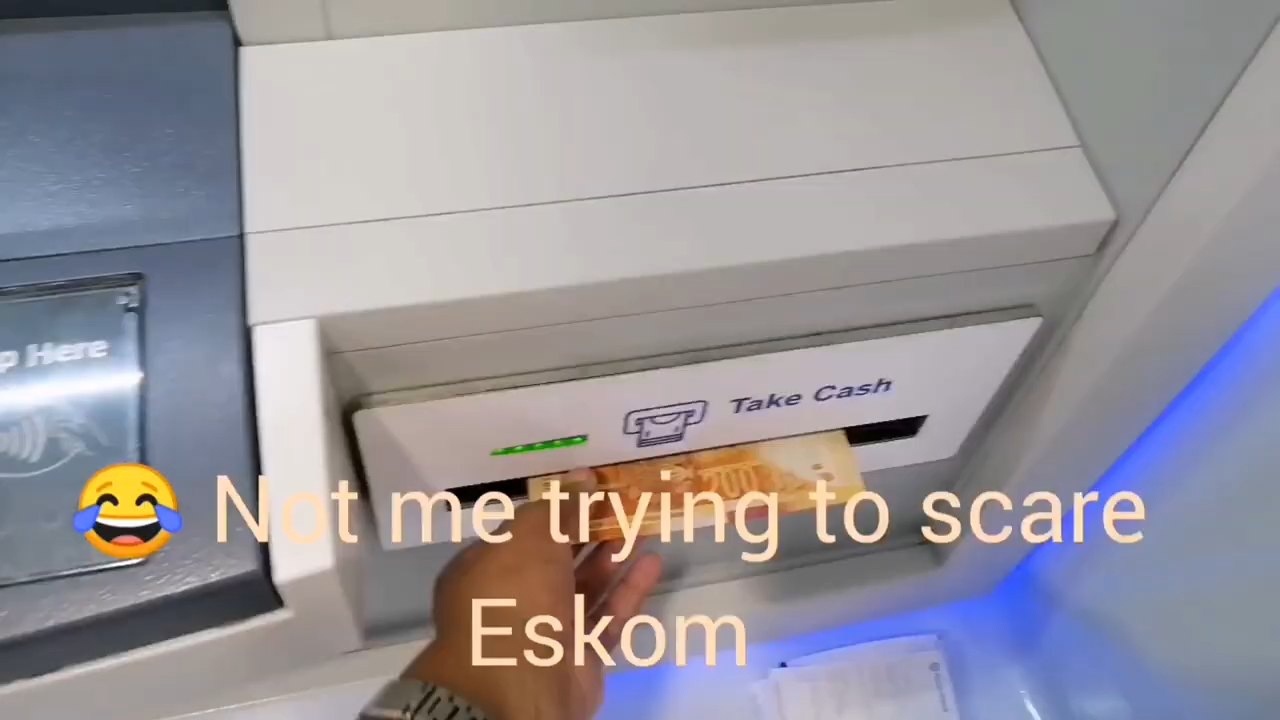 p Here
Take Cash
200
😂 Not me trying to scare
Eskom